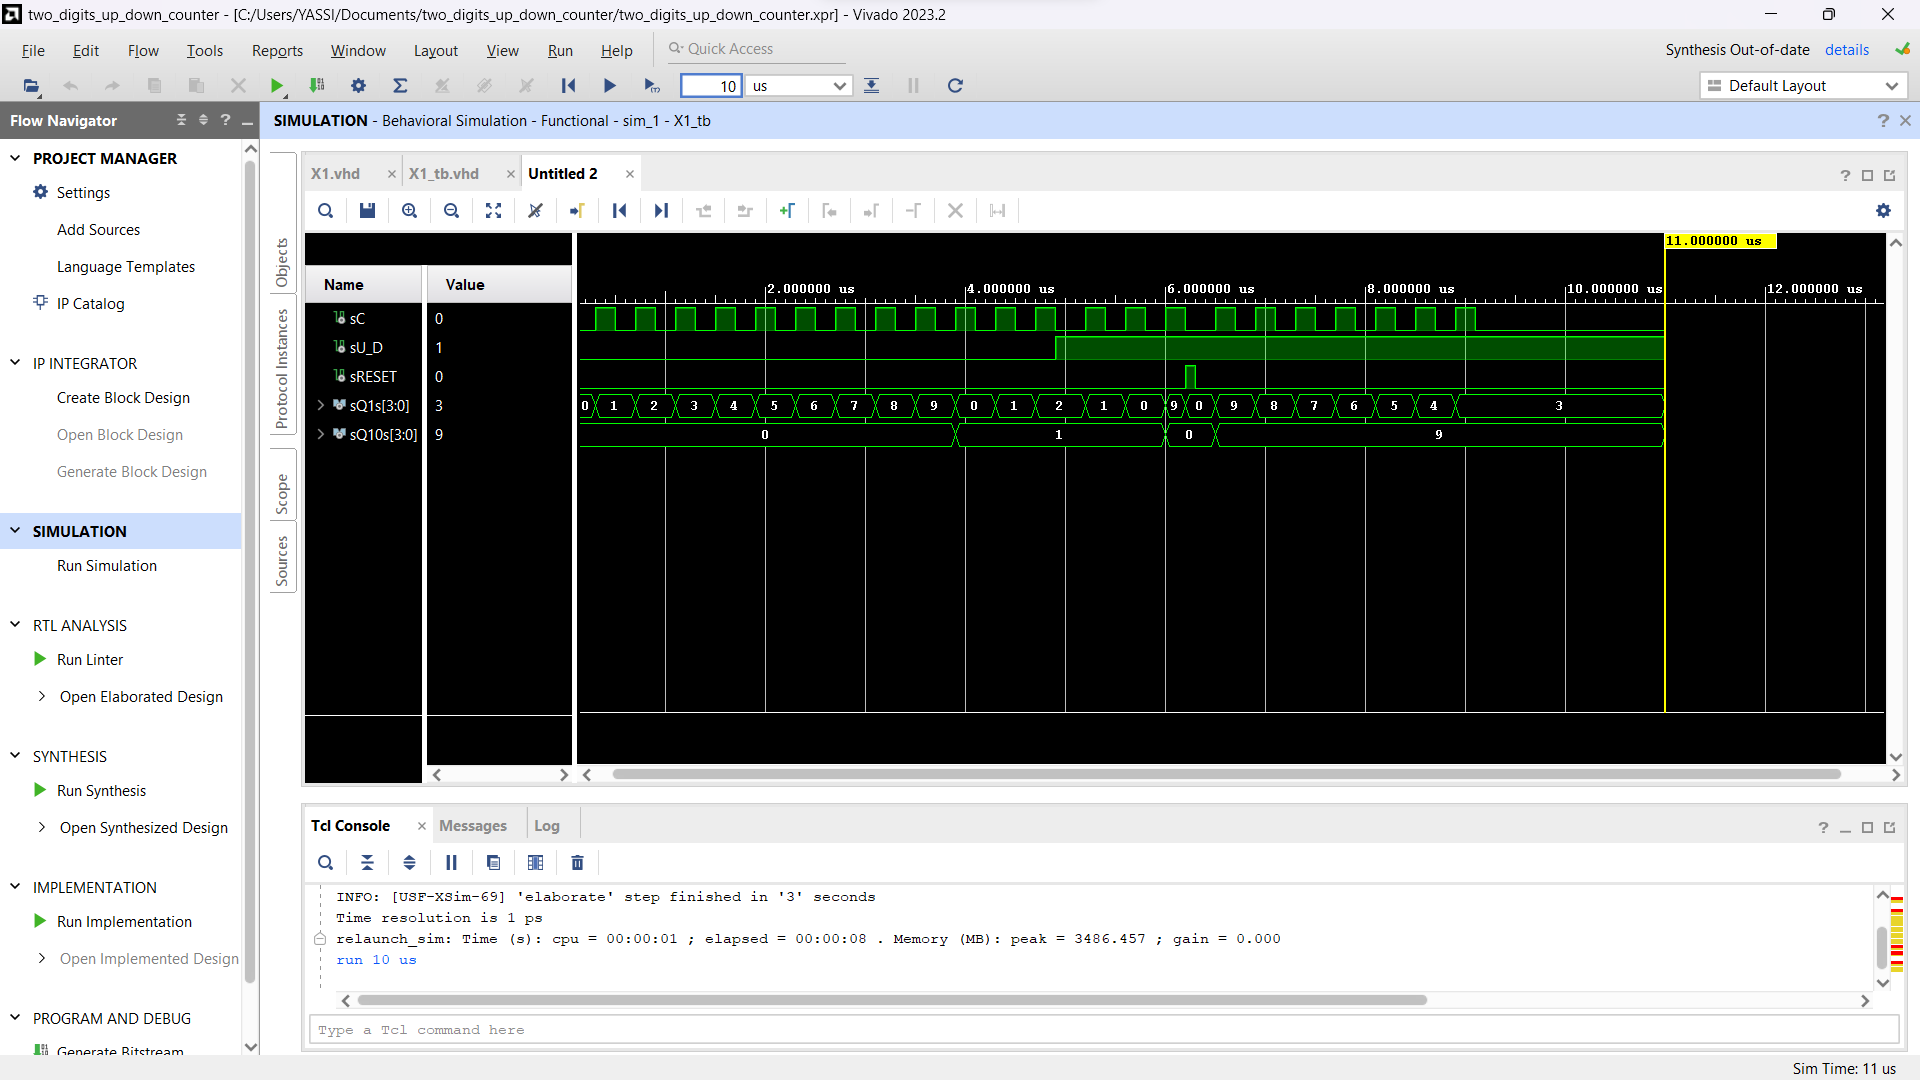 two_digits_up_down_counter - [C:/Users/YASSI/Documents/two_digits_up_down_counter/two_digits_up_down_counter.xpr] - Vivado 2023.2
File Edit Flow Tools Reports Window Layout View Run Help Quick Access
Synthesis Out-of-date details
10 us
Default Layout
Flow Navigator
SIMULATION - Behavioral Simulation - Functional - sim_1 - X1_tb
PROJECT MANAGER
Settings
Add Sources
Language Templates
IP Catalog
IP INTEGRATOR
Create Block Design
Open Block Design
Generate Block Design
SIMULATION
Run Simulation
RTL ANALYSIS
Run Linter
Open Elaborated Design
SYNTHESIS
Run Synthesis
Open Synthesized Design
IMPLEMENTATION
Run Implementation
Open Implemented Design
PROGRAM AND DEBUG
Generate Bitstream
Objects
Protocol Instances
Scope
Sources
X1.vhd X1_tb.vhd Untitled 2
11.000000 us
Name Value
2.000000 us 4.000000 us 6.000000 us 8.000000 us 10.000000 us 12.000000 us
sC 0
sU_D 1
sRESET 0
sQ1s[3:0] 3 0 1 2 3 4 5 6 7 8 9 0 1 2 1 0 9 0 9 8 7 6 5 4 3
sQ10s[3:0] 9 0 1 0 9
Tcl Console Messages Log
INFO: [USF-XSim-69] 'elaborate' step finished in '3' seconds
Time resolution is 1 ps
relaunch_sim: Time (s): cpu = 00:00:01 ; elapsed = 00:00:08 . Memory (MB): peak = 3486.457 ; gain = 0.000
run 10 us
Type a Tcl command here
Sim Time: 11 us